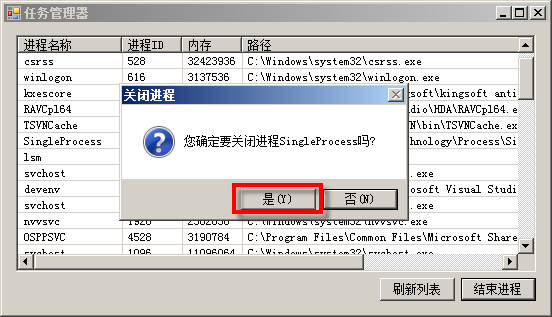 任务管理器
进程名称 进程ID 内存 路径
csrss 528 32423936 C:\Windows\system32\csrss.exe
winlogon 616 3137536 C:\Windows\system32\winlogon.exe
kxescore soft\kingsoft anti
RAVCpl64 dio\HDA\RAVCpl64.e
TSVNCache N\bin\TSVNCache.
SingleProcess hnology\Process\Si
lsm
svchost .exe
devenv osoft Visual Studi
svchost .exe
nvvsvc 1928 C:\Windows\system32\nvvsvc.exe
OSPPSVC 4528 3190784 C:\Program Files\Common Files\Microsoft Share
svchost 1096 11096064 C:\Windows\system32\svchost.exe
关闭进程
您确定要关闭进程SingleProcess吗?
是(Y) 否(N)
刷新列表 结束进程